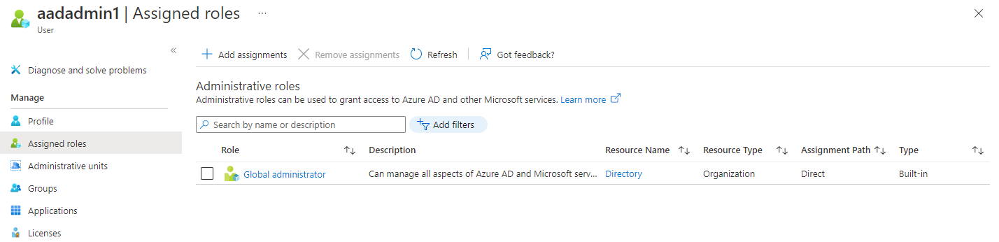 aadadmin1 | Assigned roles ...
User
Diagnose and solve problems
Manage
Profile
Assigned roles
Administrative units
Groups
Applications
Licenses
Add assignments Remove assignments Refresh Got feedback?
Administrative roles
Administrative roles can be used to grant access to Azure AD and other Microsoft services. Learn more
Search by name or description Add filters
Role Description Resource Name Resource Type Assignment Path Type
Global administrator Can manage all aspects of Azure AD and Microsoft serv... Directory Organization Direct Built-in